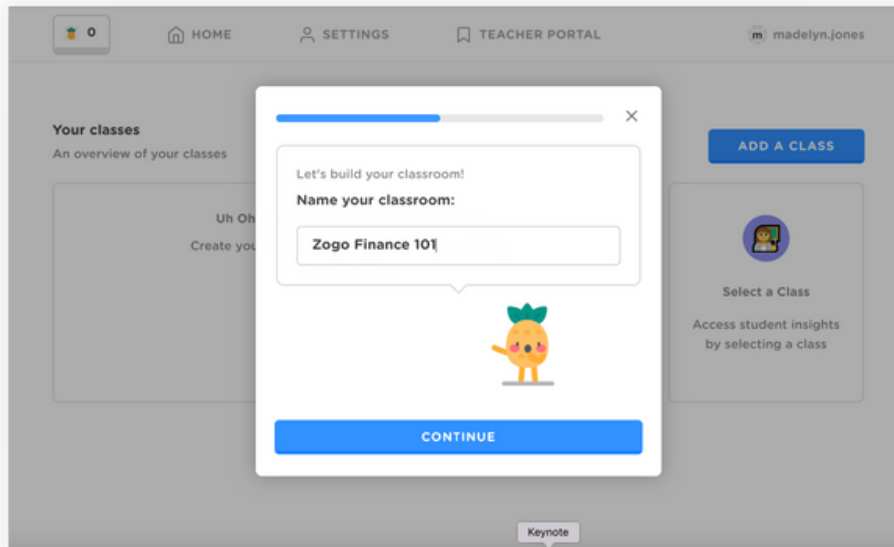 0
HOME
SETTINGS
TEACHER PORTAL
m madelyn.jones
Your classes
An overview of your classes
ADD A CLASS
Let's build your classroom!
Name your classroom:
Zogo Finance 101
Uh Oh
Create you
CONTINUE
Select a Class
Access student insights
by selecting a class
Keynote